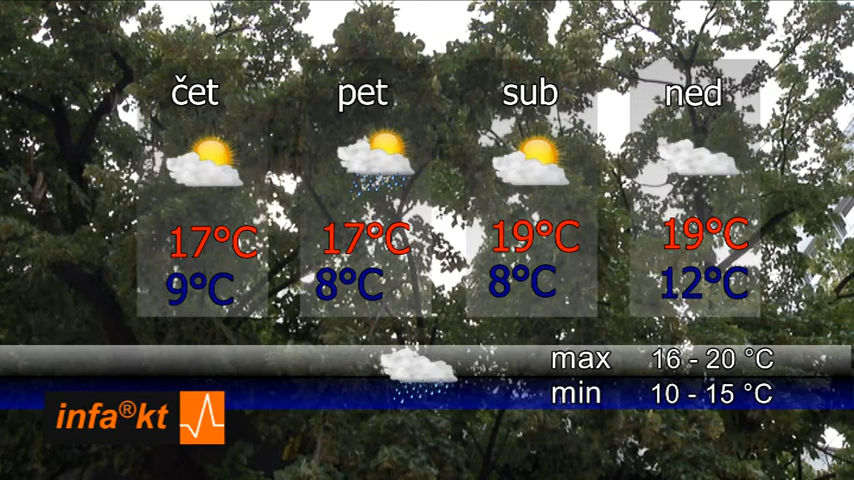 čet pet sub ned
17°C 17°C 19°C 19°C
9°C 8°C 8°C 12°C
max 16 - 20 °C
min 10 - 15 °C
infa®kt